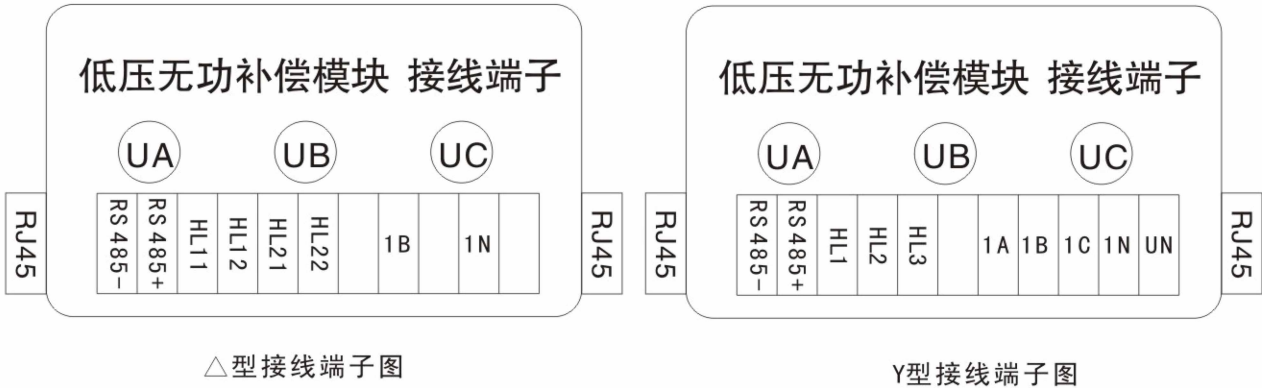 低压无功补偿模块 接线端子
UA UB UC
RJ45 RS485- RS485+ HL11 HL12 HL21 HL22 1B 1N RJ45
△型接线端子图
低压无功补偿模块 接线端子
UA UB UC
RJ45 RS485- RS485+ HL1 HL2 HL3 1A 1B 1C 1N UN RJ45
Y型接线端子图